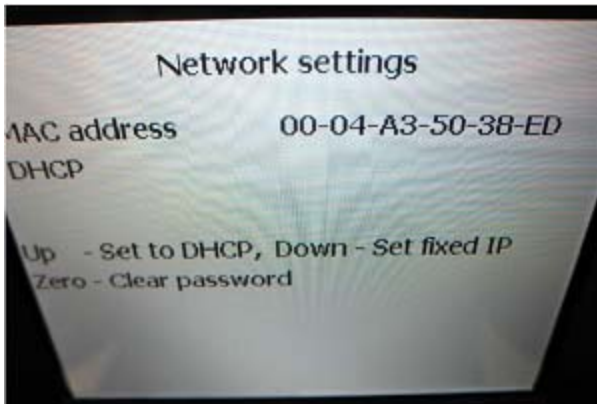 Network settings
MAC address 00-04-A3-50-38-ED
DHCP
Up - Set to DHCP, Down - Set fixed IP
Zero - Clear password